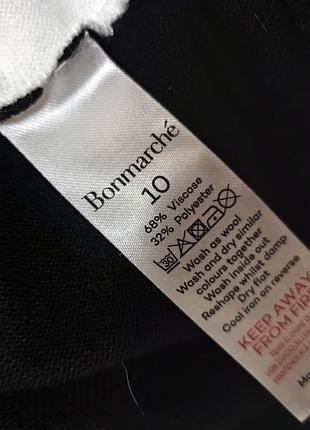 Bonmarché
10
68% Viscose
32% Polyester
30
Wash as wool
Wash and dry similar
colours together
Wash inside out
Reshape whilst damp
Dry flat
Cool iron on reverse
KEEP AWAY
FROM FIR